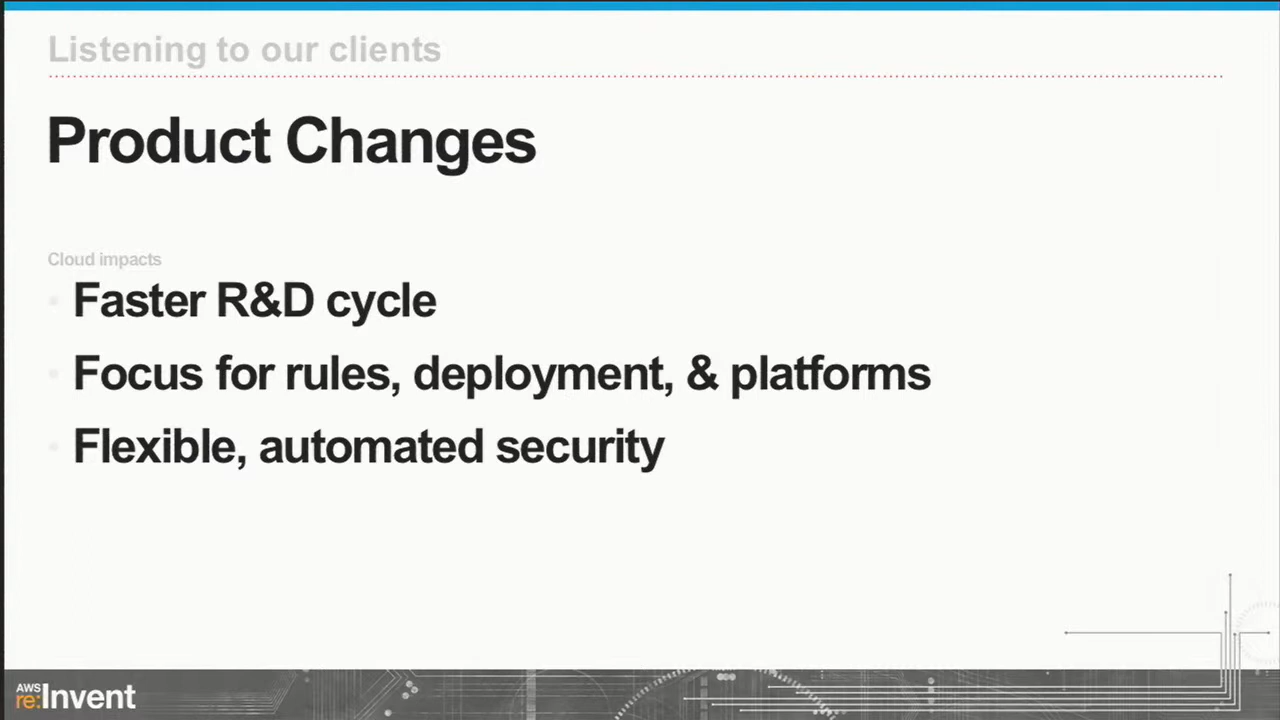 Listening to our clients
Product Changes
Cloud impacts
Faster R&D cycle
Focus for rules, deployment, & platforms
Flexible, automated security
AWS
re:Invent